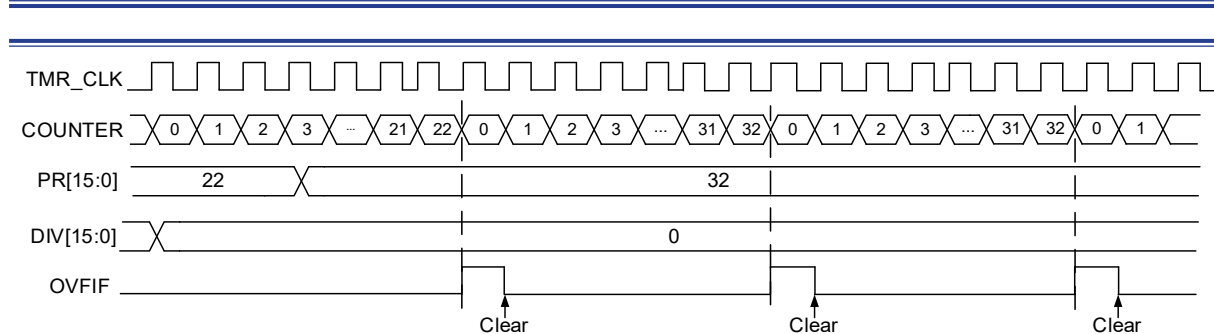 TMR_CLK
COUNTER 0 1 2 3 ... 21 22 0 1 2 3 ... 31 32 0 1 2 3 ... 31 32 0 1
PR[15:0] 22 32
DIV[15:0] 0
OVFIF
Clear Clear Clear